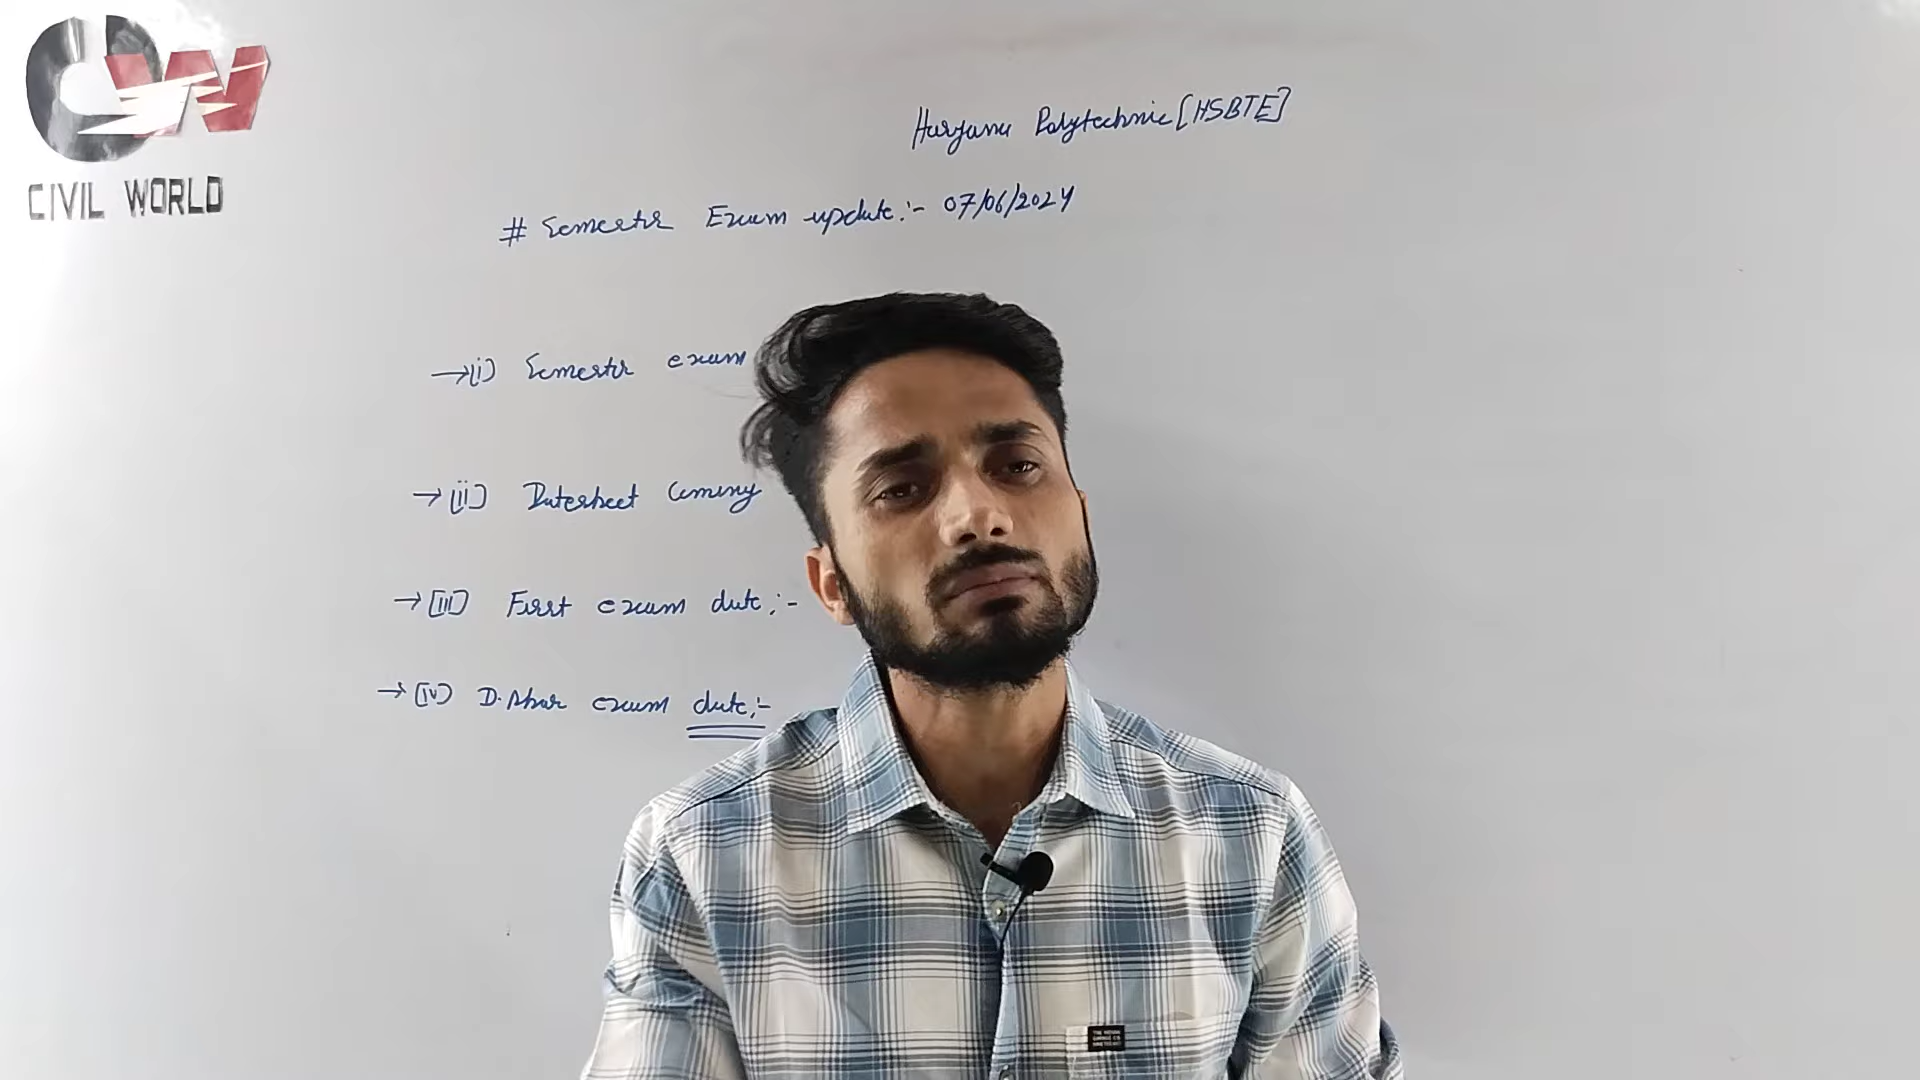 CW
CIVIL WORLD
Haryana Polytechnic [HSBTE]
# Semester Exam update:- 07/06/2024
→(i) Semester exam
→(ii) Datesheet Coming
→(iii) First exam date:-
→(iv) D.Phar exam date:-